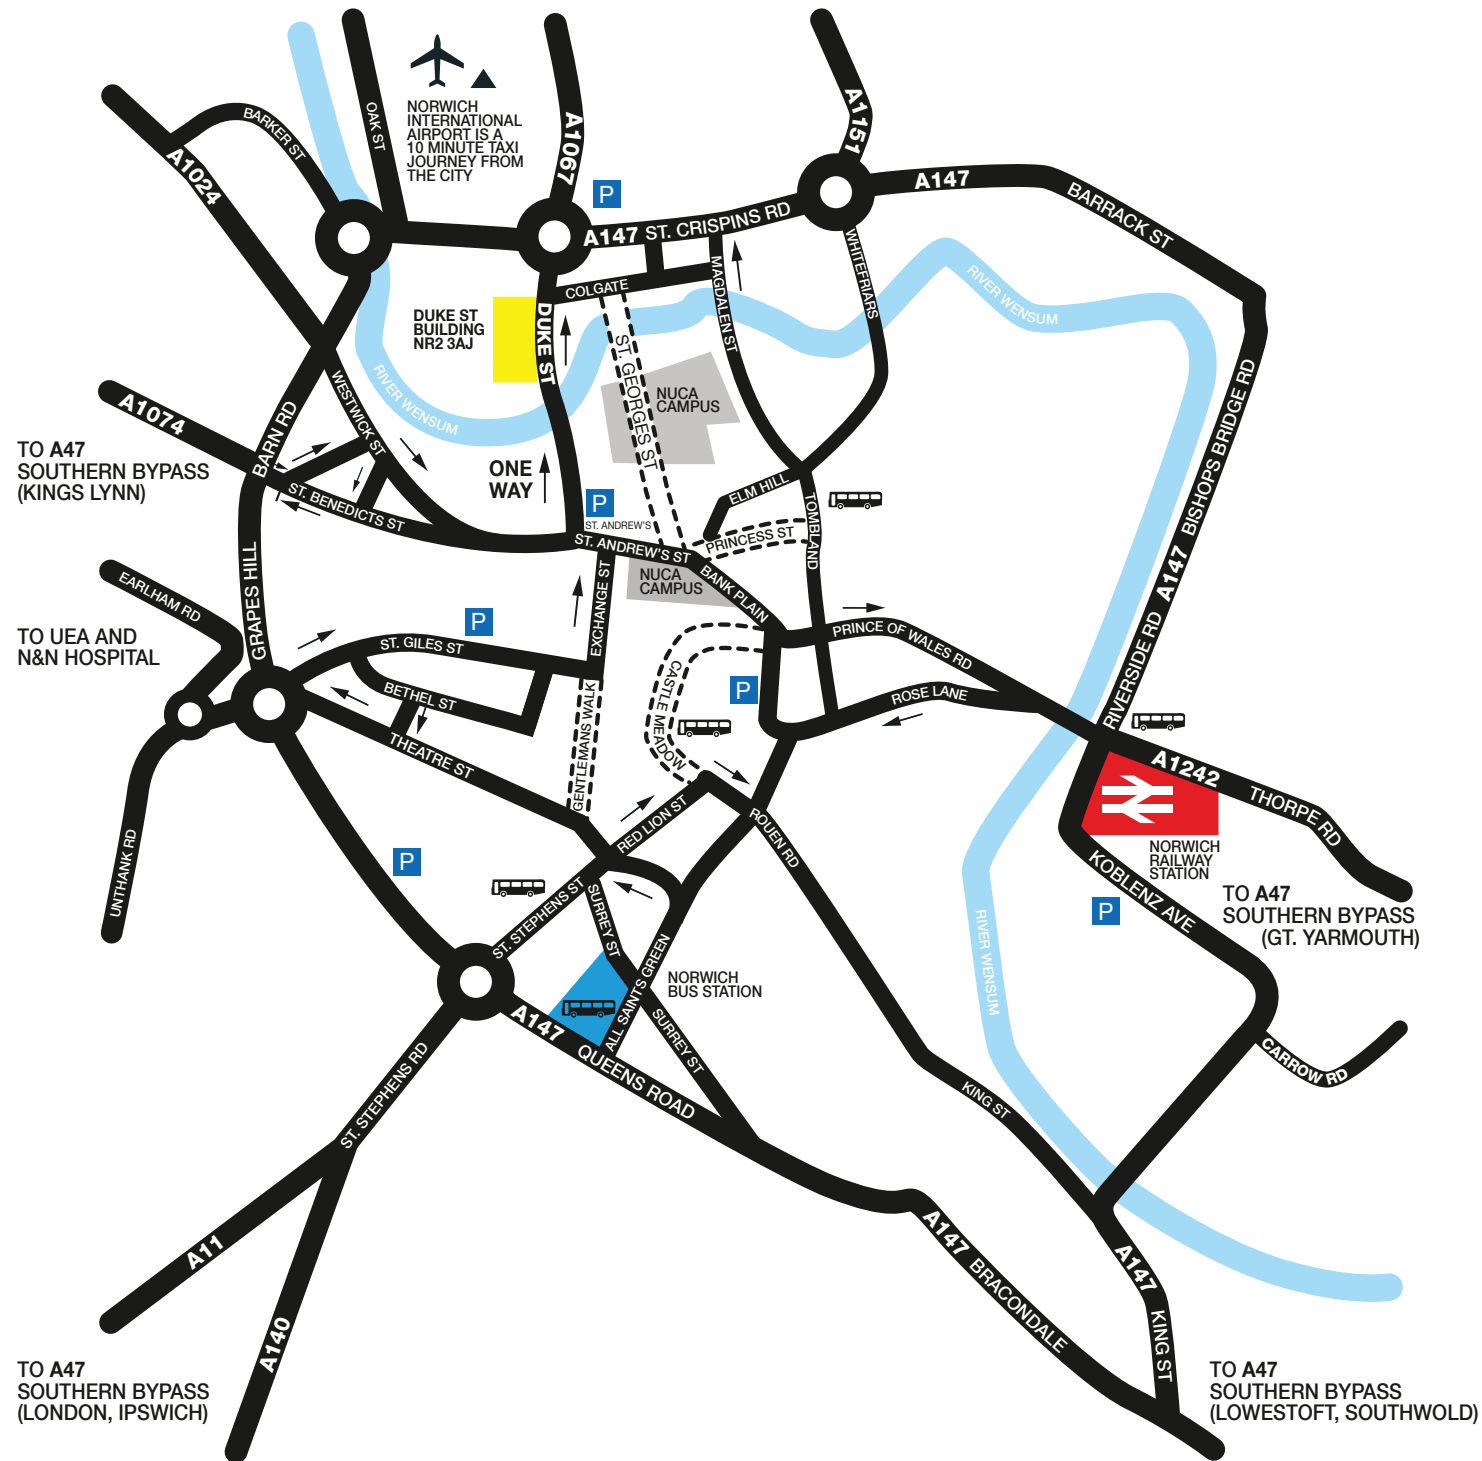 NORWICH
INTERNATIONAL
AIRPORT IS A
10 MINUTE TAXI
JOURNEY FROM
THE CITY
OAK ST
A1067
A1151
BARKER ST
A1024
P
A147 ST. CRISPINS RD
A147
BARRACK ST
WHITEFRIARS
MAGDALEN ST
COLGATE
RIVER WENSUM
DUKE ST
BUILDING
NR2 3AJ
DUKE ST
ST. GEORGES ST
NUCA
CAMPUS
RIVER WENSUM
WESTWICK ST
BARN RD
A1074
TO A47
SOUTHERN BYPASS
(KINGS LYNN)
ONE
WAY
ST. BENEDICTS ST
P
ST. ANDREW'S
ST. ANDREW'S ST
ELM HILL
PRINCESS ST
TOMBLAND
A147 BISHOPS BRIDGE RD
RIVERSIDE RD
NUCA
CAMPUS
BANK PLAIN
EXCHANGE ST
GRAPES HILL
EARLHAM RD
TO UEA AND
N&N HOSPITAL
P
ST. GILES ST
PRINCE OF WALES RD
BETHEL ST
GENTLEMANS WALK
CASTLE MEADOW
P
ROSE LANE
THEATRE ST
A1242
THORPE RD
NORWICH
RAILWAY
STATION
UNTHANK RD
P
RED LION ST
ROUEN RD
KOBLENZ AVE
P
TO A47
SOUTHERN BYPASS
(GT. YARMOUTH)
ST. STEPHENS ST
SURREY ST
ALL SAINTS GREEN
NORWICH
BUS STATION
RIVER WENSUM
A147
QUEENS ROAD
SURREY ST
ST. STEPHENS RD
KING ST
CARROW RD
A11
A140
A147 BRACONDALE
A147
KING ST
TO A47
SOUTHERN BYPASS
(LONDON, IPSWICH)
TO A47
SOUTHERN BYPASS
(LOWESTOFT, SOUTHWOLD)